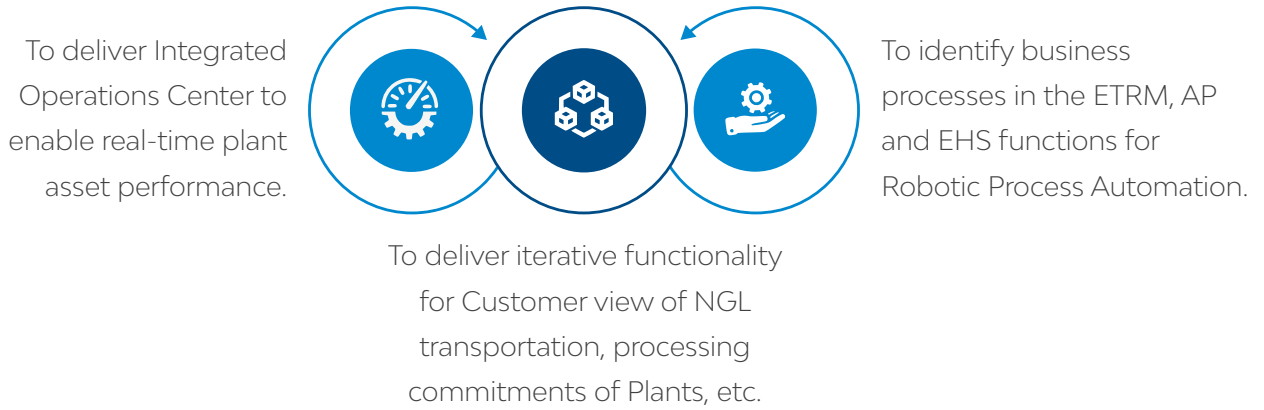 To deliver Integrated
Operations Center to
enable real-time plant
asset performance.
To deliver iterative functionality
for Customer view of NGL
transportation, processing
commitments of Plants, etc.
To identify business
processes in the ETRM, AP
and EHS functions for
Robotic Process Automation.